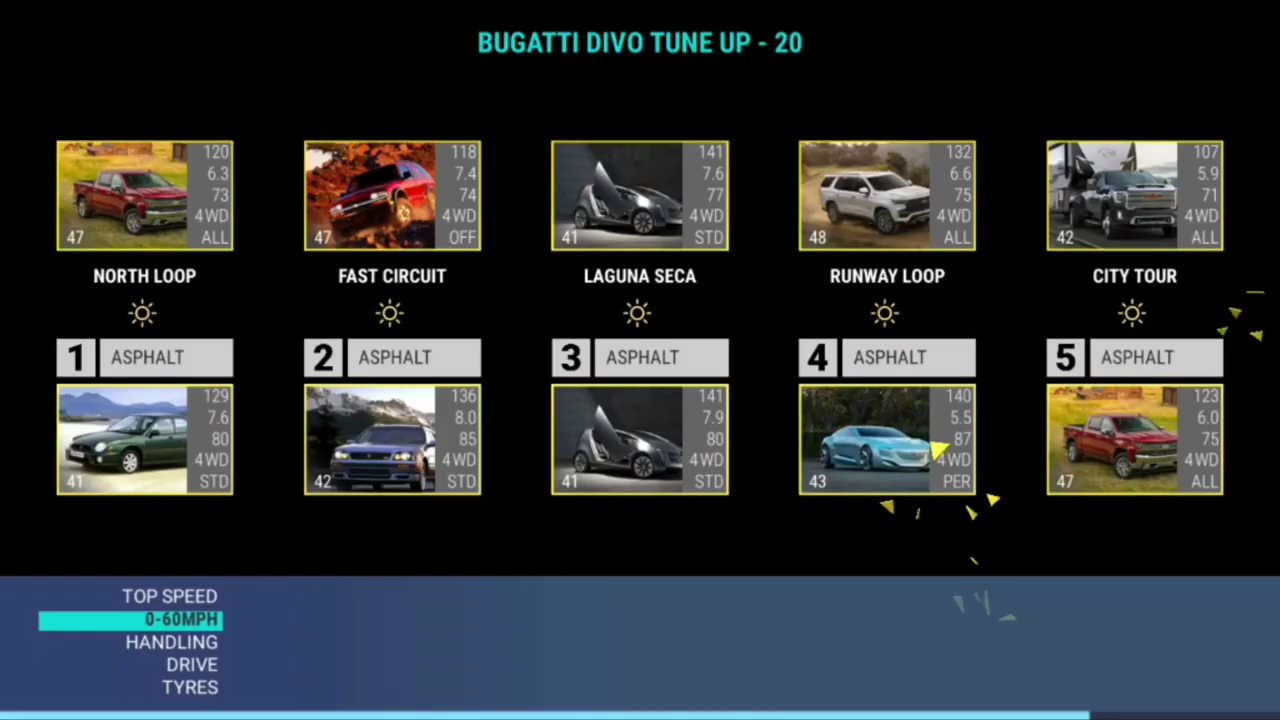 BUGATTI DIVO TUNE UP - 20
120
6.3
73
4WD
47 ALL
118
7.4
74
4WD
47 OFF
141
7.6
77
4WD
41 STD
132
6.6
75
4WD
48 ALL
107
5.9
71
4WD
42 ALL
NORTH LOOP
FAST CIRCUIT
LAGUNA SECA
RUNWAY LOOP
CITY TOUR
1 ASPHALT
2 ASPHALT
3 ASPHALT
4 ASPHALT
5 ASPHALT
129
7.6
80
4WD
41 STD
136
8.0
85
4WD
42 STD
141
7.9
80
4WD
41 STD
140
5.5
87
4WD
43 PER
123
6.0
75
4WD
47 ALL
TOP SPEED
0-60MPH
HANDLING
DRIVE
TYRES